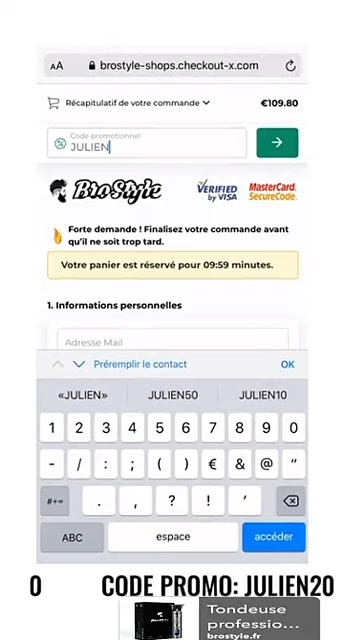 AA brostyle-shops.checkout-x.com
Récapitulatif de votre commande €109.80
Code promotionnel
JULIEN
BroStyle VERIFIED by VISA MasterCard. SecureCode.
Forte demande ! Finalisez votre commande avant
qu'il ne soit trop tard.
Votre panier est réservé pour 09:59 minutes.
1. Informations personnelles
Adresse Mail
Préremplir le contact OK
«JULIEN» JULIEN50 JULIEN10
1 2 3 4 5 6 7 8 9 0
- / : ; ( ) € & @ "
#+= . , ? ! '
ABC espace accéder
0 CODE PROMO: JULIEN20
Tondeuse
professio...
brostyle.fr